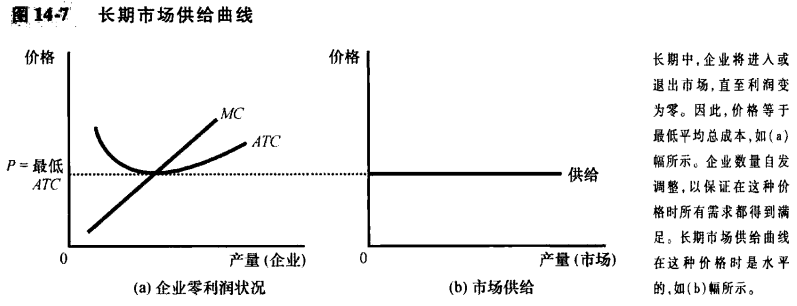 图 14-7 长期市场供给曲线
价格
MC
ATC
P = 最低
ATC
0
产量 (企业)
(a) 企业零利润状况
价格
供给
0
产量 (市场)
(b) 市场供给
长期中,企业将进入或
退出市场,直至利润变
为零。因此,价格等于
最低平均总成本,如(a)
幅所示。企业数量自发
调整,以保证在这种价
格时所有需求都得到满
足。长期市场供给曲线
在这种价格时是水平
的,如(b)幅所示。